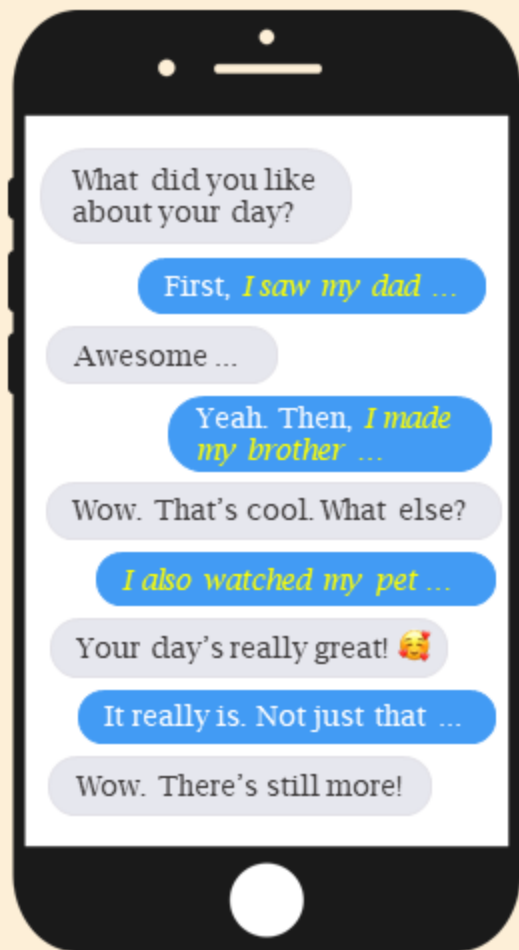 What did you like
about your day?
First, I saw my dad ...
Awesome ...
Yeah. Then, I made
my brother ...
Wow. That's cool. What else?
I also watched my pet ...
Your day's really great! 🥰
It really is. Not just that ...
Wow. There's still more!